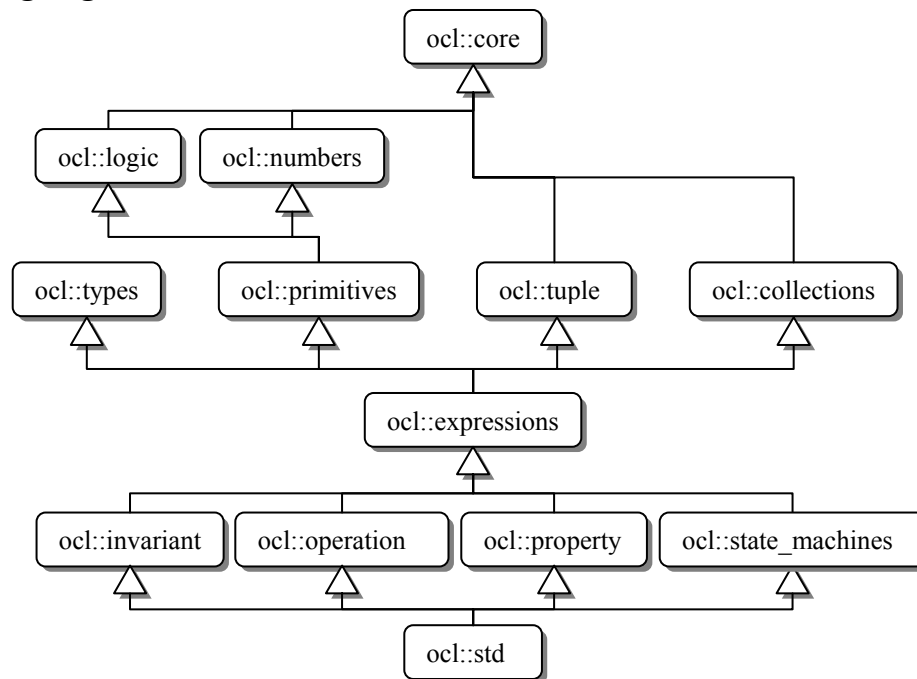 ocl::core
ocl::logic
ocl::numbers
ocl::types
ocl::primitives
ocl::tuple
ocl::collections
ocl::expressions
ocl::invariant
ocl::operation
ocl::property
ocl::state_machines
ocl::std